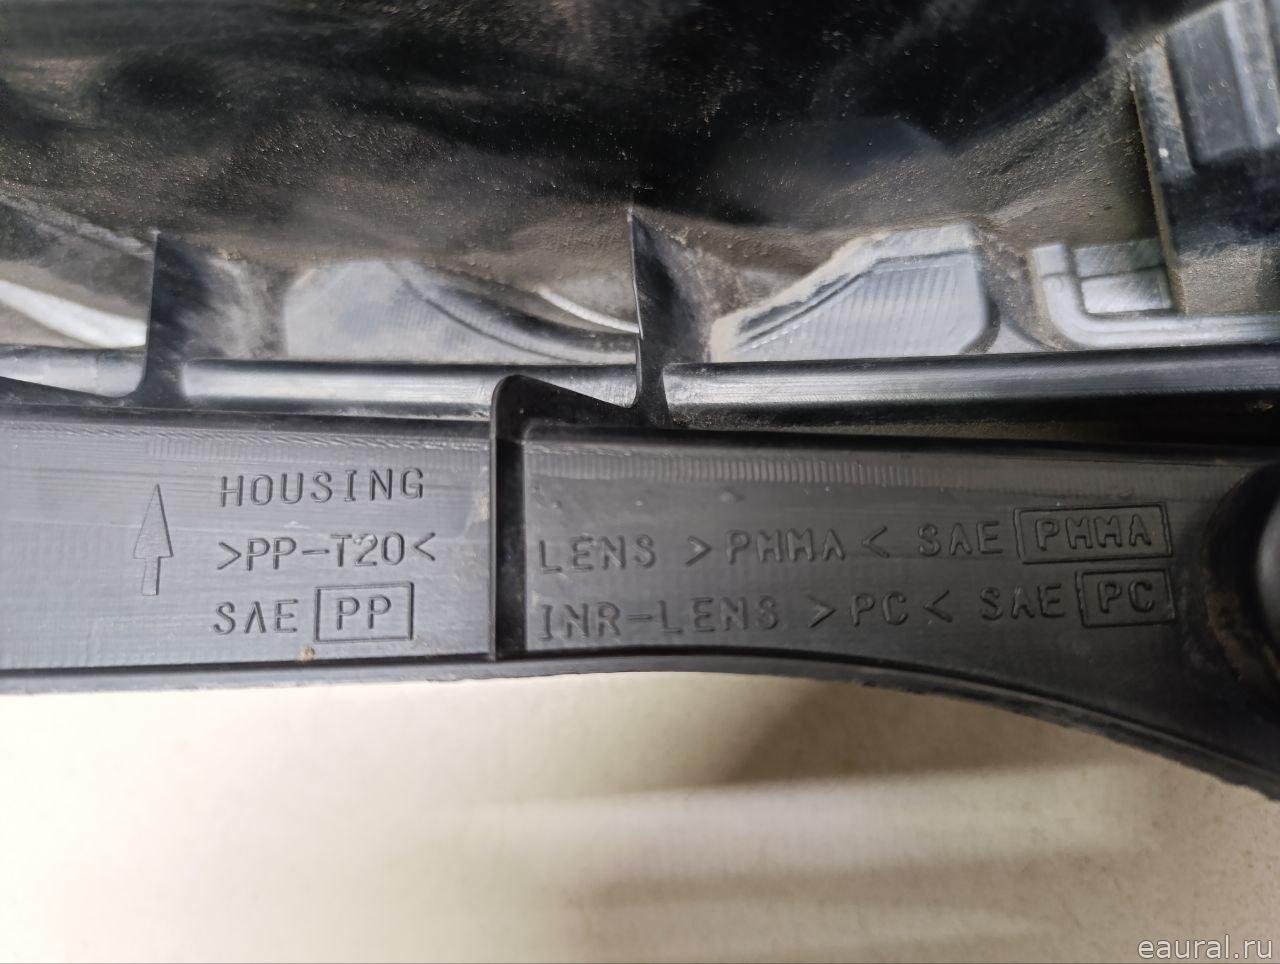 HOUSING
>PP-T20<
SAE PP
LENS >PMMA< SAE PMMA
INR-LENS >PC< SAE PC
eaural.ru